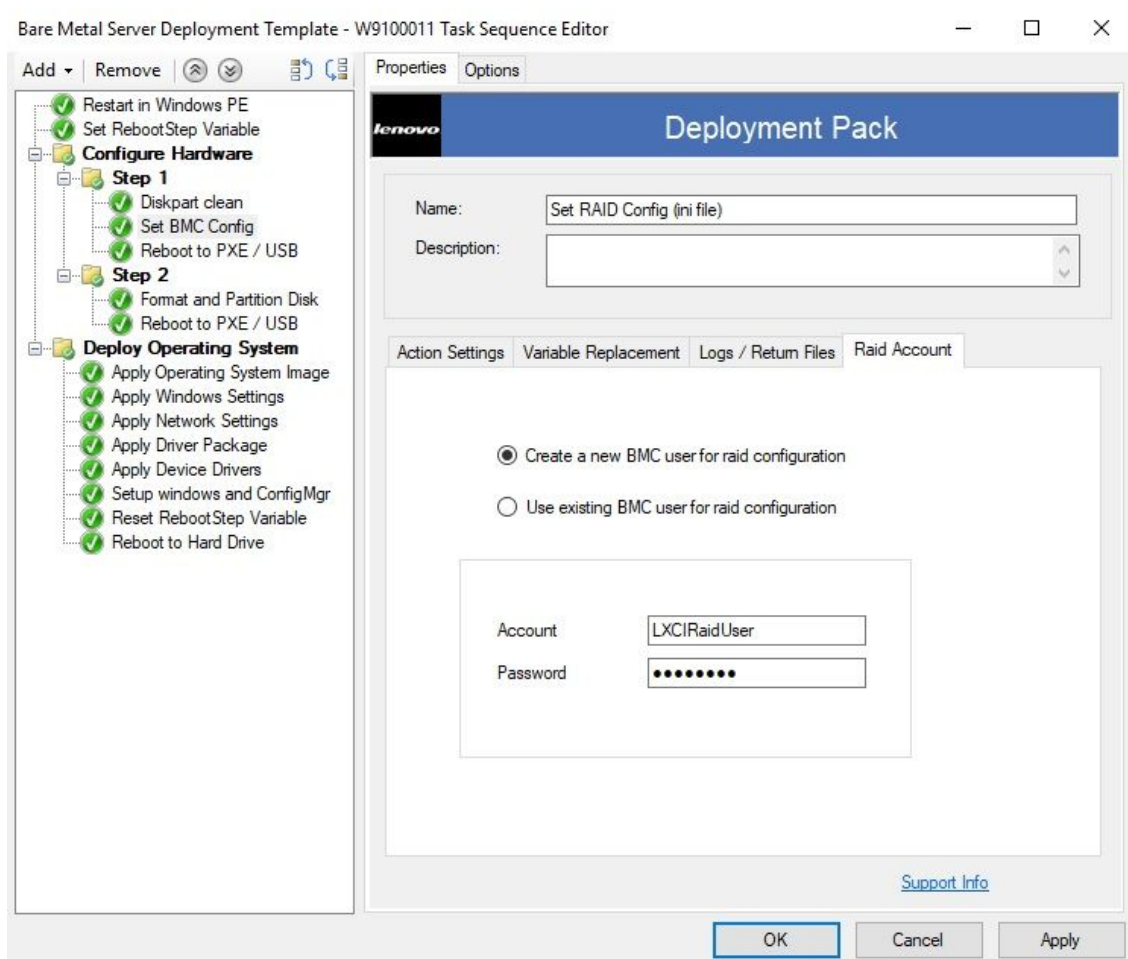 Bare Metal Server Deployment Template - W9100011 Task Sequence Editor
Add Remove
Restart in Windows PE
Set RebootStep Variable
Configure Hardware
Step 1
Diskpart clean
Set BMC Config
Reboot to PXE / USB
Step 2
Format and Partition Disk
Reboot to PXE / USB
Deploy Operating System
Apply Operating System Image
Apply Windows Settings
Apply Network Settings
Apply Driver Package
Apply Device Drivers
Setup windows and ConfigMgr
Reset RebootStep Variable
Reboot to Hard Drive
Properties Options
lenovo Deployment Pack
Name: Set RAID Config (ini file)
Description:
Action Settings Variable Replacement Logs / Return Files Raid Account
Create a new BMC user for raid configuration
Use existing BMC user for raid configuration
Account LXCIRaidUser
Password ●●●●●●●●
Support Info
OK Cancel Apply